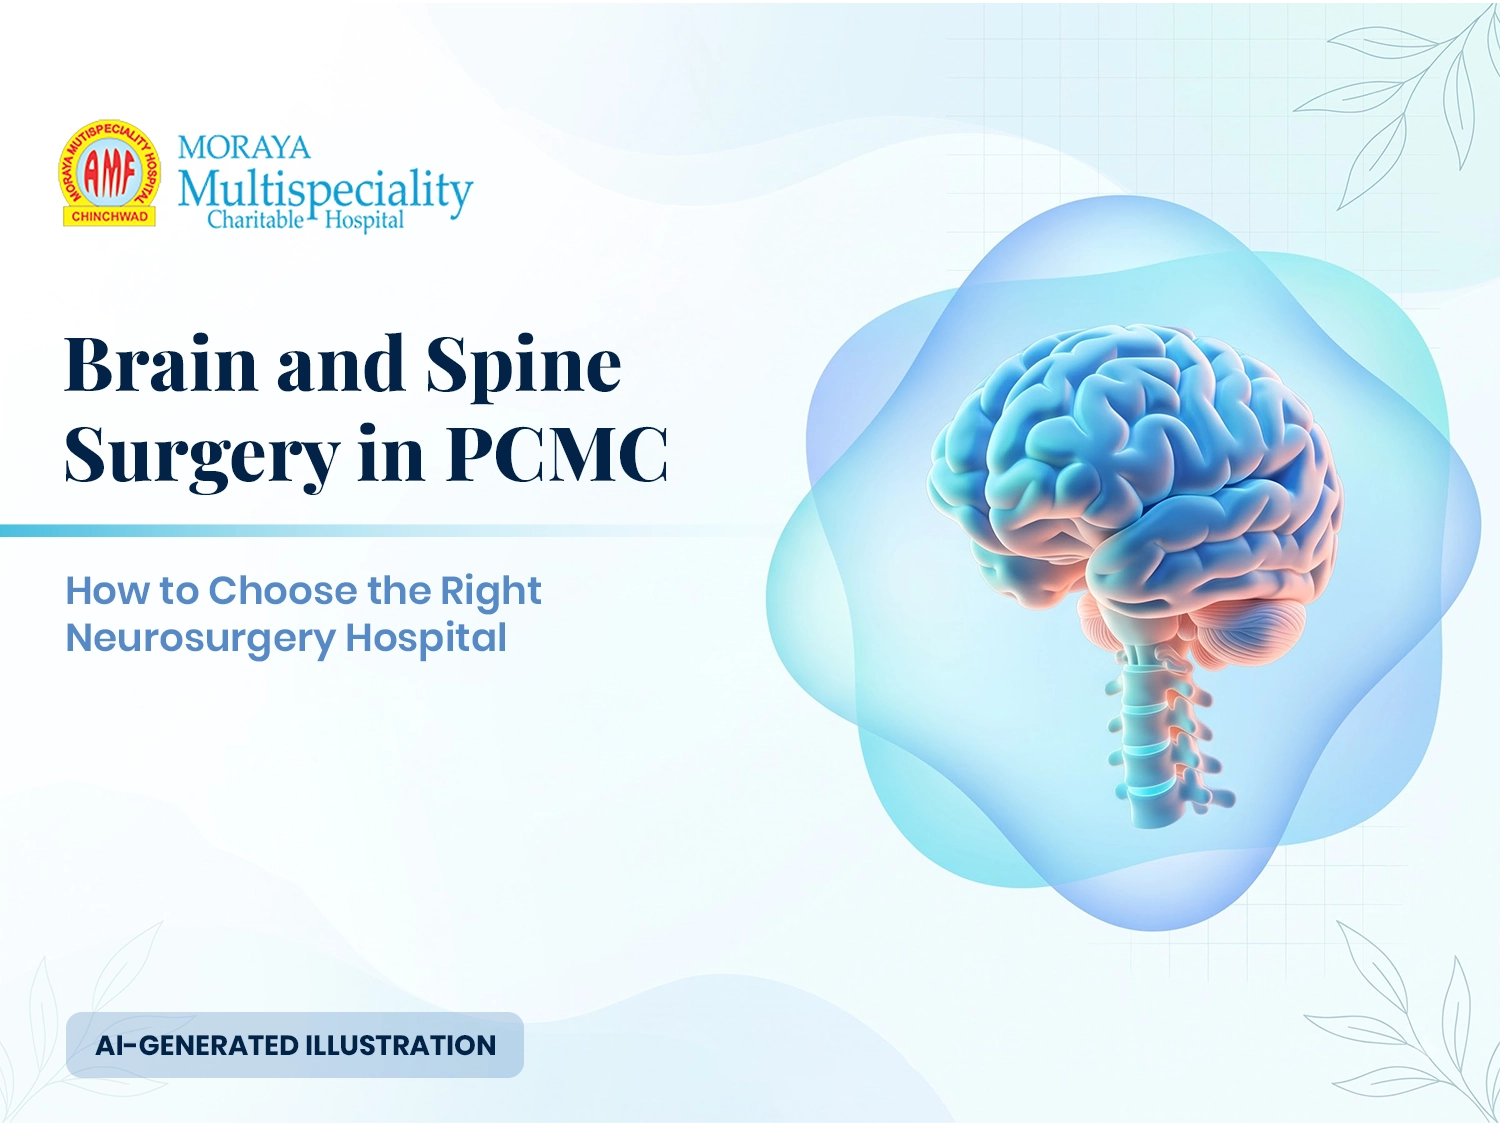 MORAYA MUTISPECIALITY HOSPITAL
AMF
CHINCHWAD
MORAYA
Multispeciality
Charitable Hospital
Brain and Spine
Surgery in PCMC
How to Choose the Right
Neurosurgery Hospital
AI-GENERATED ILLUSTRATION